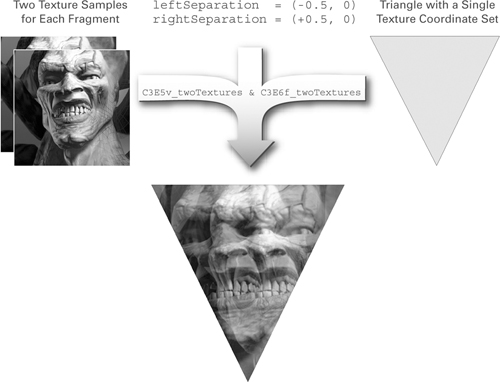 Two Texture Samples
for Each Fragment
leftSeparation = (-0.5, 0)
rightSeparation = (+0.5, 0)
Triangle with a Single
Texture Coordinate Set
C3E5v_twoTextures & C3E6f_twoTextures